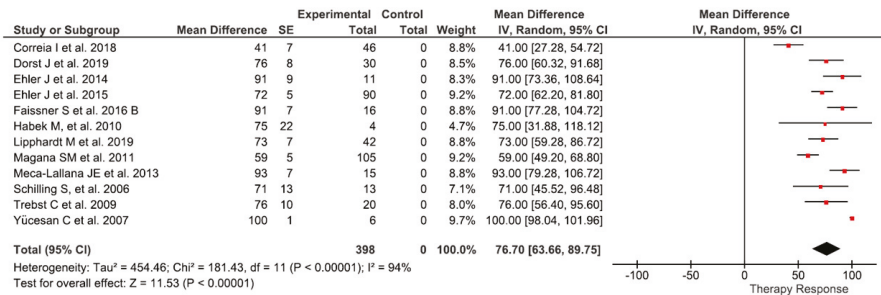 Experimental Control Mean Difference Mean Difference
Study or Subgroup Mean Difference SE Total Total Weight IV, Random, 95% CI IV, Random, 95% CI
Correia I et al. 2018 41 7 46 0 8.8% 41.00 [27.28, 54.72]
Dorst J et al. 2019 76 8 30 0 8.6% 76.00 [60.32, 91.68]
Ehler J et al. 2014 91 9 11 0 8.4% 91.00 [73.36, 108.64]
Ehler J et al. 2015 72 5 90 0 9.2% 72.00 [62.20, 81.80]
Faissner S et al. 2016 B 91 7 16 0 8.8% 91.00 [77.28, 104.72]
Habek M, et al. 2010 75 22 4 0 4.7% 75.00 [31.88, 118.12]
Lipphardt M et al. 2019 73 7 42 0 8.8% 73.00 [59.28, 86.72]
Magana SM et al. 2011 59 5 105 0 9.2% 59.00 [49.20, 68.80]
Meca-Lallana JE et al. 2013 93 7 15 0 8.8% 93.00 [79.28, 106.72]
Schilling S, et al. 2006 71 13 13 0 7.1% 71.00 [45.52, 96.48]
Trebst C et al. 2009 76 10 20 0 8.0% 76.00 [56.40, 95.60]
Yücesan C et al. 2007 100 1 6 0 9.7% 100.00 [98.04, 101.96]
Total (95% CI) 398 0 100.0% 76.70 [63.66, 89.75]
Heterogeneity: Tau² = 454.46; Chi² = 181.43, df = 11 (P < 0.00001); I² = 94%
Test for overall effect: Z = 11.53 (P < 0.00001)
-100 -50 0 50 100
Therapy Response